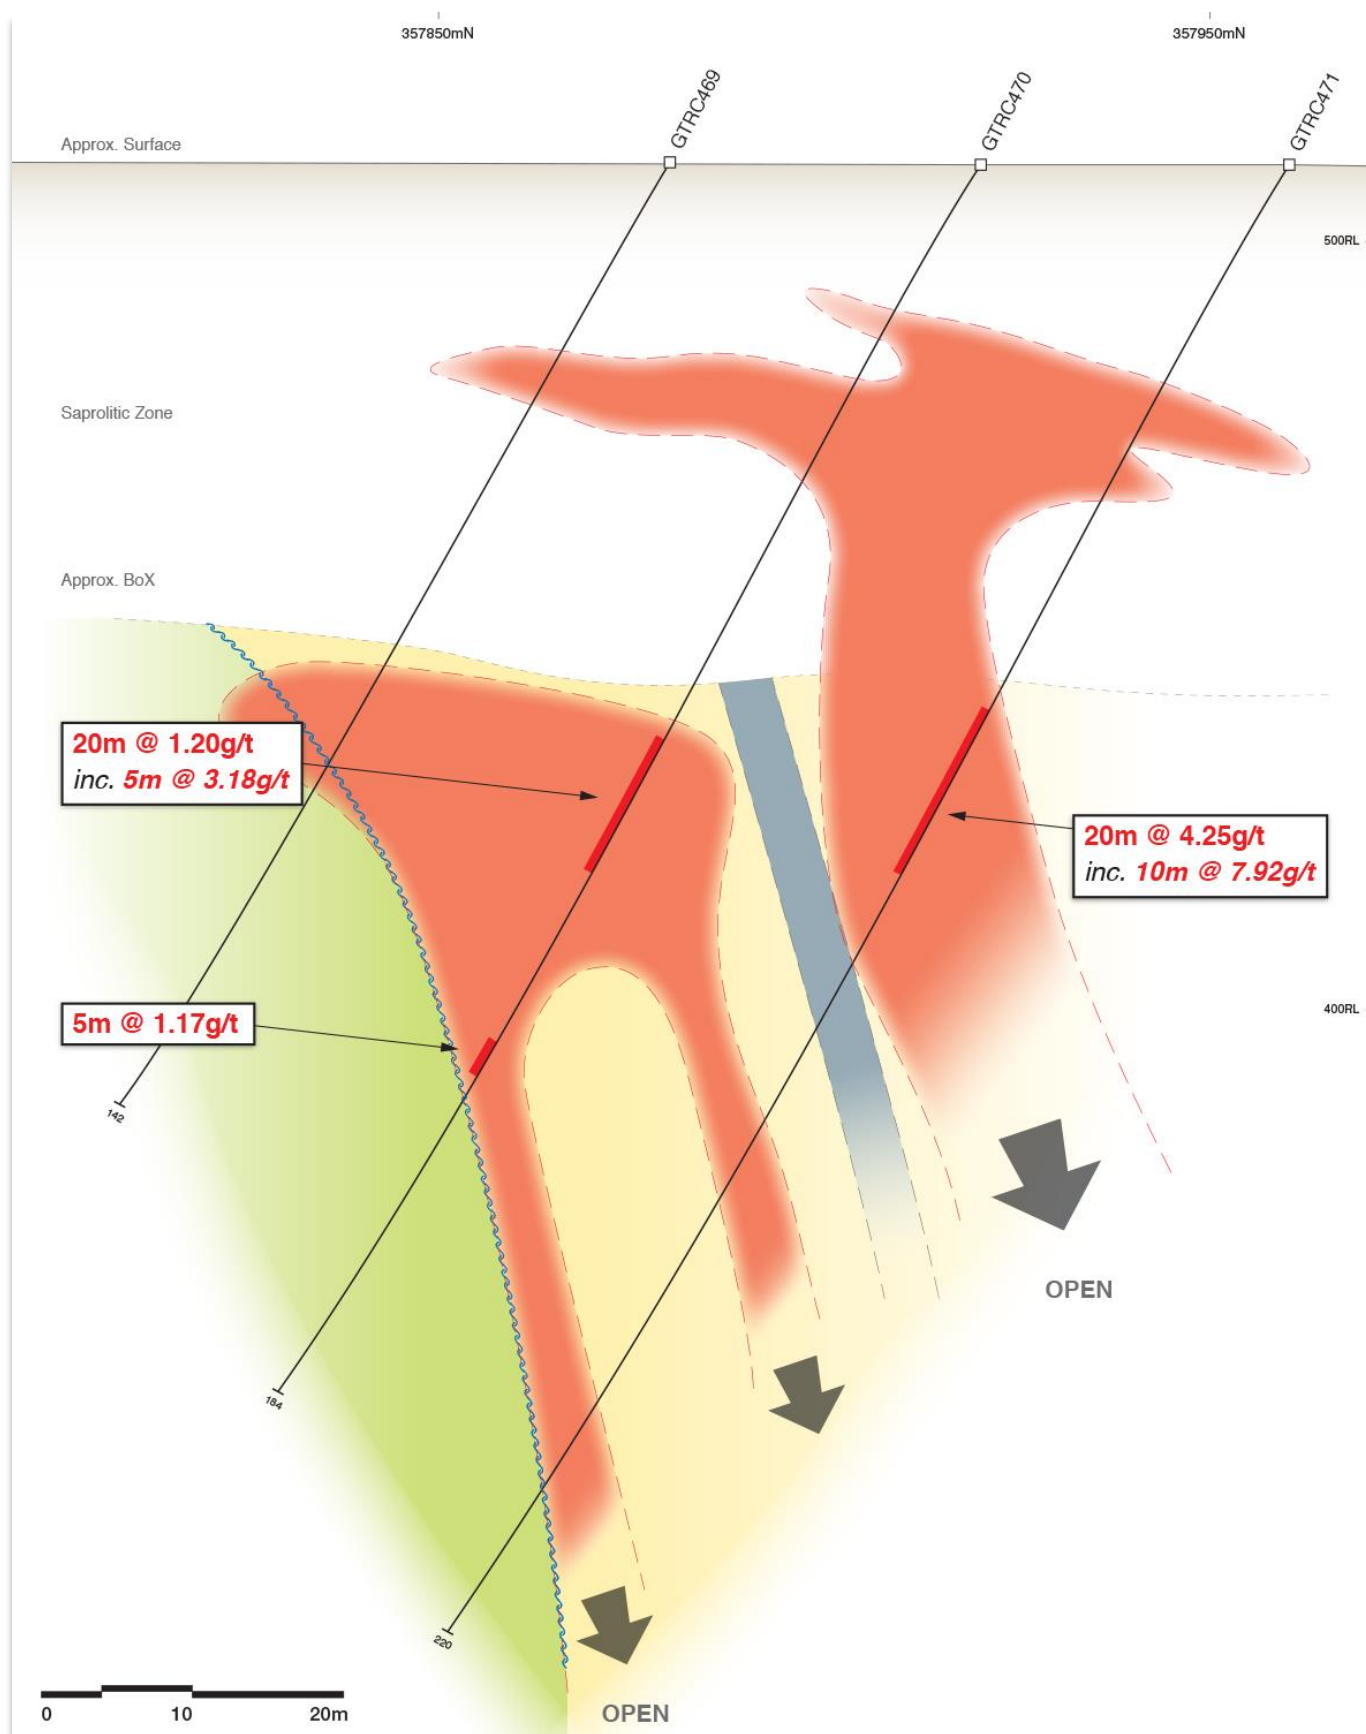 357850mN
357950mN
GTRC469
GTRC470
GTRC471
Approx. Surface
500RL
Saprolitic Zone
Approx. BoX
20m @ 1.20g/t
inc. 5m @ 3.18g/t
20m @ 4.25g/t
inc. 10m @ 7.92g/t
5m @ 1.17g/t
400RL
142
OPEN
184
220
0 10 20m
OPEN